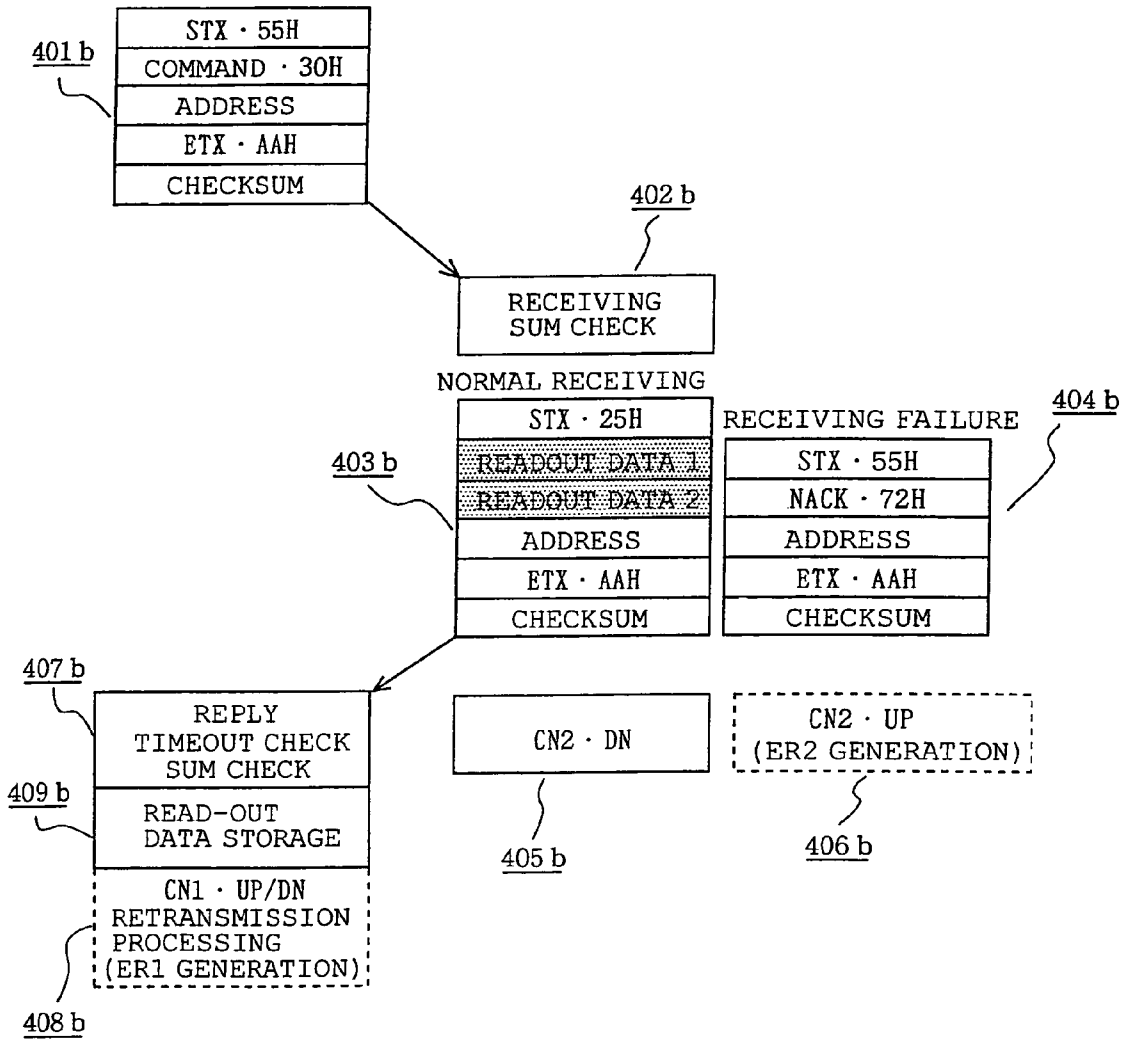 STX · 55H
401 b
COMMAND · 30H
ADDRESS
ETX · AAH
CHECKSUM
402 b
RECEIVING
SUM CHECK
NORMAL RECEIVING
STX · 25H
READOUT DATA 1
READOUT DATA 2
ADDRESS
ETX · AAH
CHECKSUM
403 b
RECEIVING FAILURE
404 b
STX · 55H
NACK · 72H
ADDRESS
ETX · AAH
CHECKSUM
407 b
REPLY
TIMEOUT CHECK
SUM CHECK
409 b
READ-OUT
DATA STORAGE
CN1 · UP/DN
RETRANSMISSION
PROCESSING
(ER1 GENERATION)
408 b
CN2 · DN
405 b
CN2 · UP
(ER2 GENERATION)
406 b